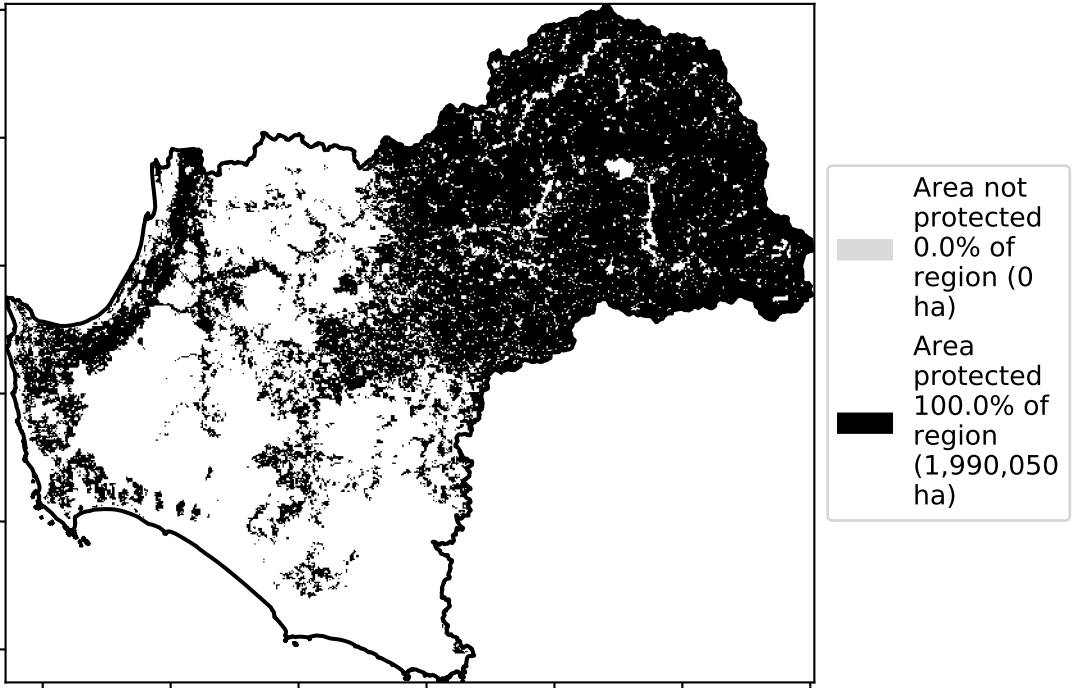 Area not
protected
0.0% of
region (0
ha)
Area
protected
100.0% of
region
(1,990,050
ha)